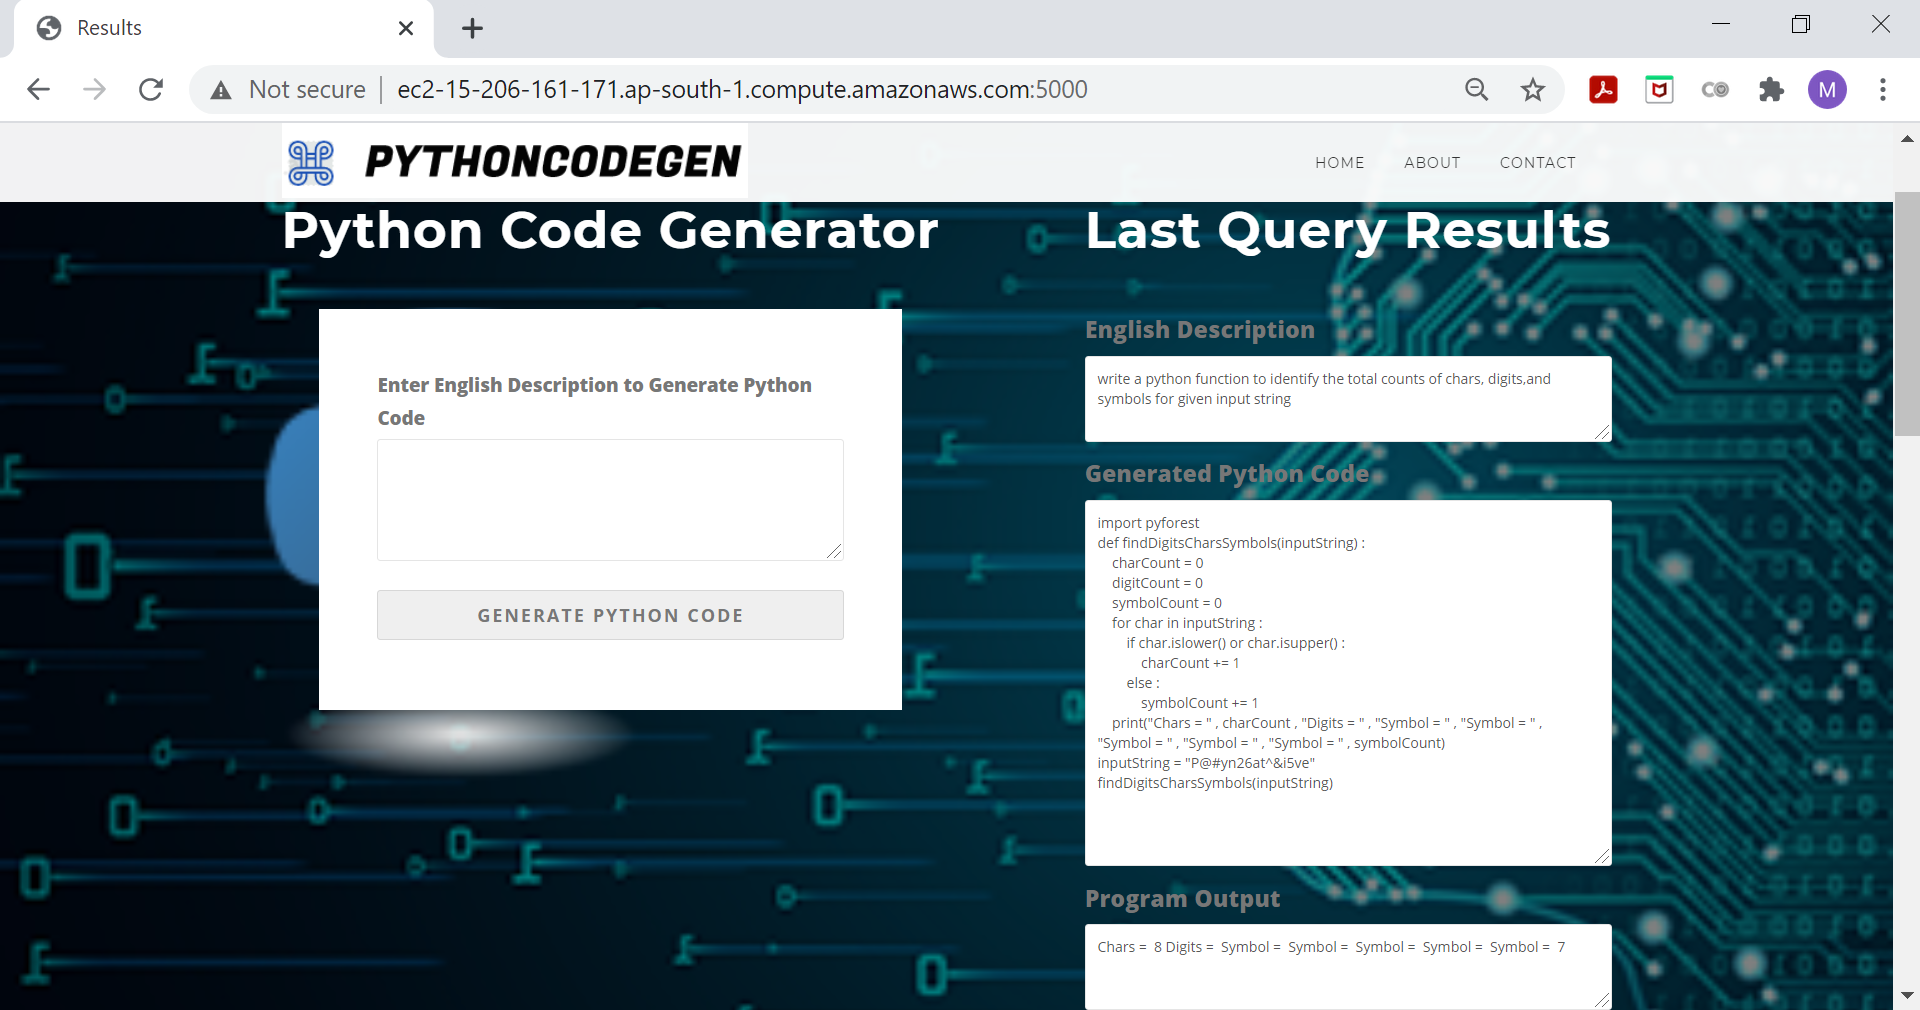 Results
Not secure
ec2-15-206-161-171.ap-south-1.compute.amazonaws.com:5000
M
PYTHONCODEGEN
HOME
ABOUT
CONTACT
Python Code Generator
Enter English Description to Generate Python
Code
GENERATE PYTHON CODE
Last Query Results
English Description
write a python function to identify the total counts of chars, digits,and
symbols for given input string
Generated Python Code
import pyforest
def findDigitsCharsSymbols(inputString) :
    charCount = 0
    digitCount = 0
    symbolCount = 0
    for char in inputString :
        if char.islower() or char.isupper() :
            charCount += 1
        else :
            symbolCount += 1
    print("Chars = " , charCount , "Digits = " , "Symbol = " , "Symbol = " ,
"Symbol = " , "Symbol = " , "Symbol = " , symbolCount)
inputString = "P@#yn26at^&i5ve"
findDigitsCharsSymbols(inputString)
Program Output
Chars =  8 Digits =  Symbol =  Symbol =  Symbol =  Symbol =  Symbol =  7